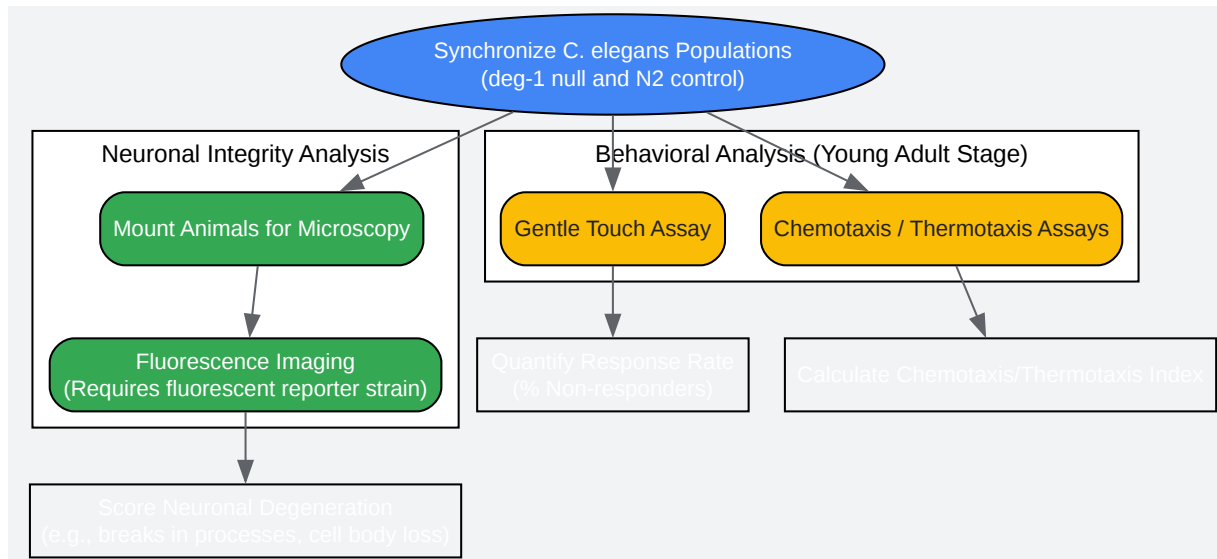 Synchronize C. elegans Populations
(deg-1 null and N2 control)
Neuronal Integrity Analysis
Behavioral Analysis (Young Adult Stage)
Mount Animals for Microscopy
Gentle Touch Assay
Chemotaxis / Thermotaxis Assays
Fluorescence Imaging
(Requires fluorescent reporter strain)
Quantify Response Rate
(% Non-responders)
Calculate Chemotaxis/Thermotaxis Index
Score Neuronal Degeneration
(e.g., breaks in processes, cell body loss)